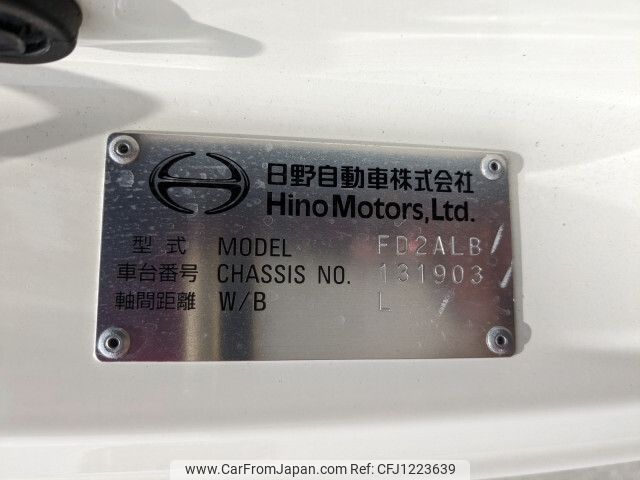 日野自動車株式会社
Hino Motors, Ltd.
型式 MODEL FD2ALB
車台番号 CHASSIS NO. 131903
軸間距離 W/B L
www.CarFromJapan.com - CFJ1223639